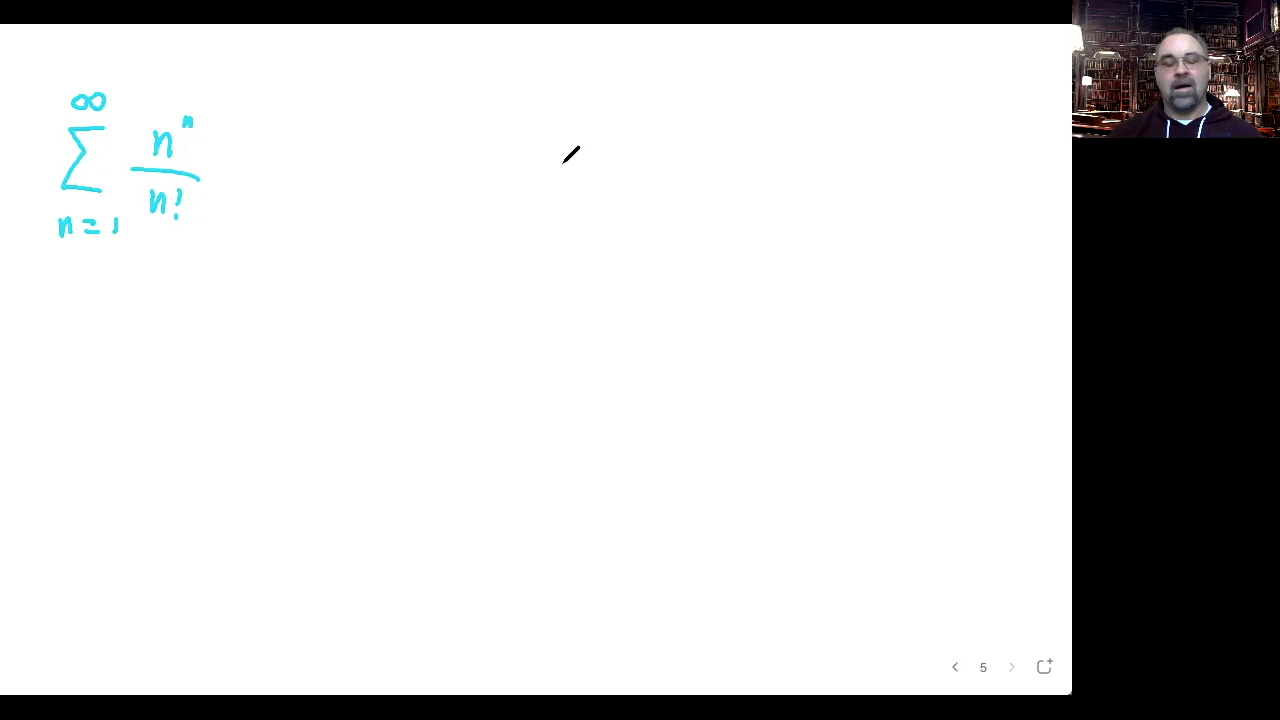 ∞
∑ nⁿ / n!
n = 1
5